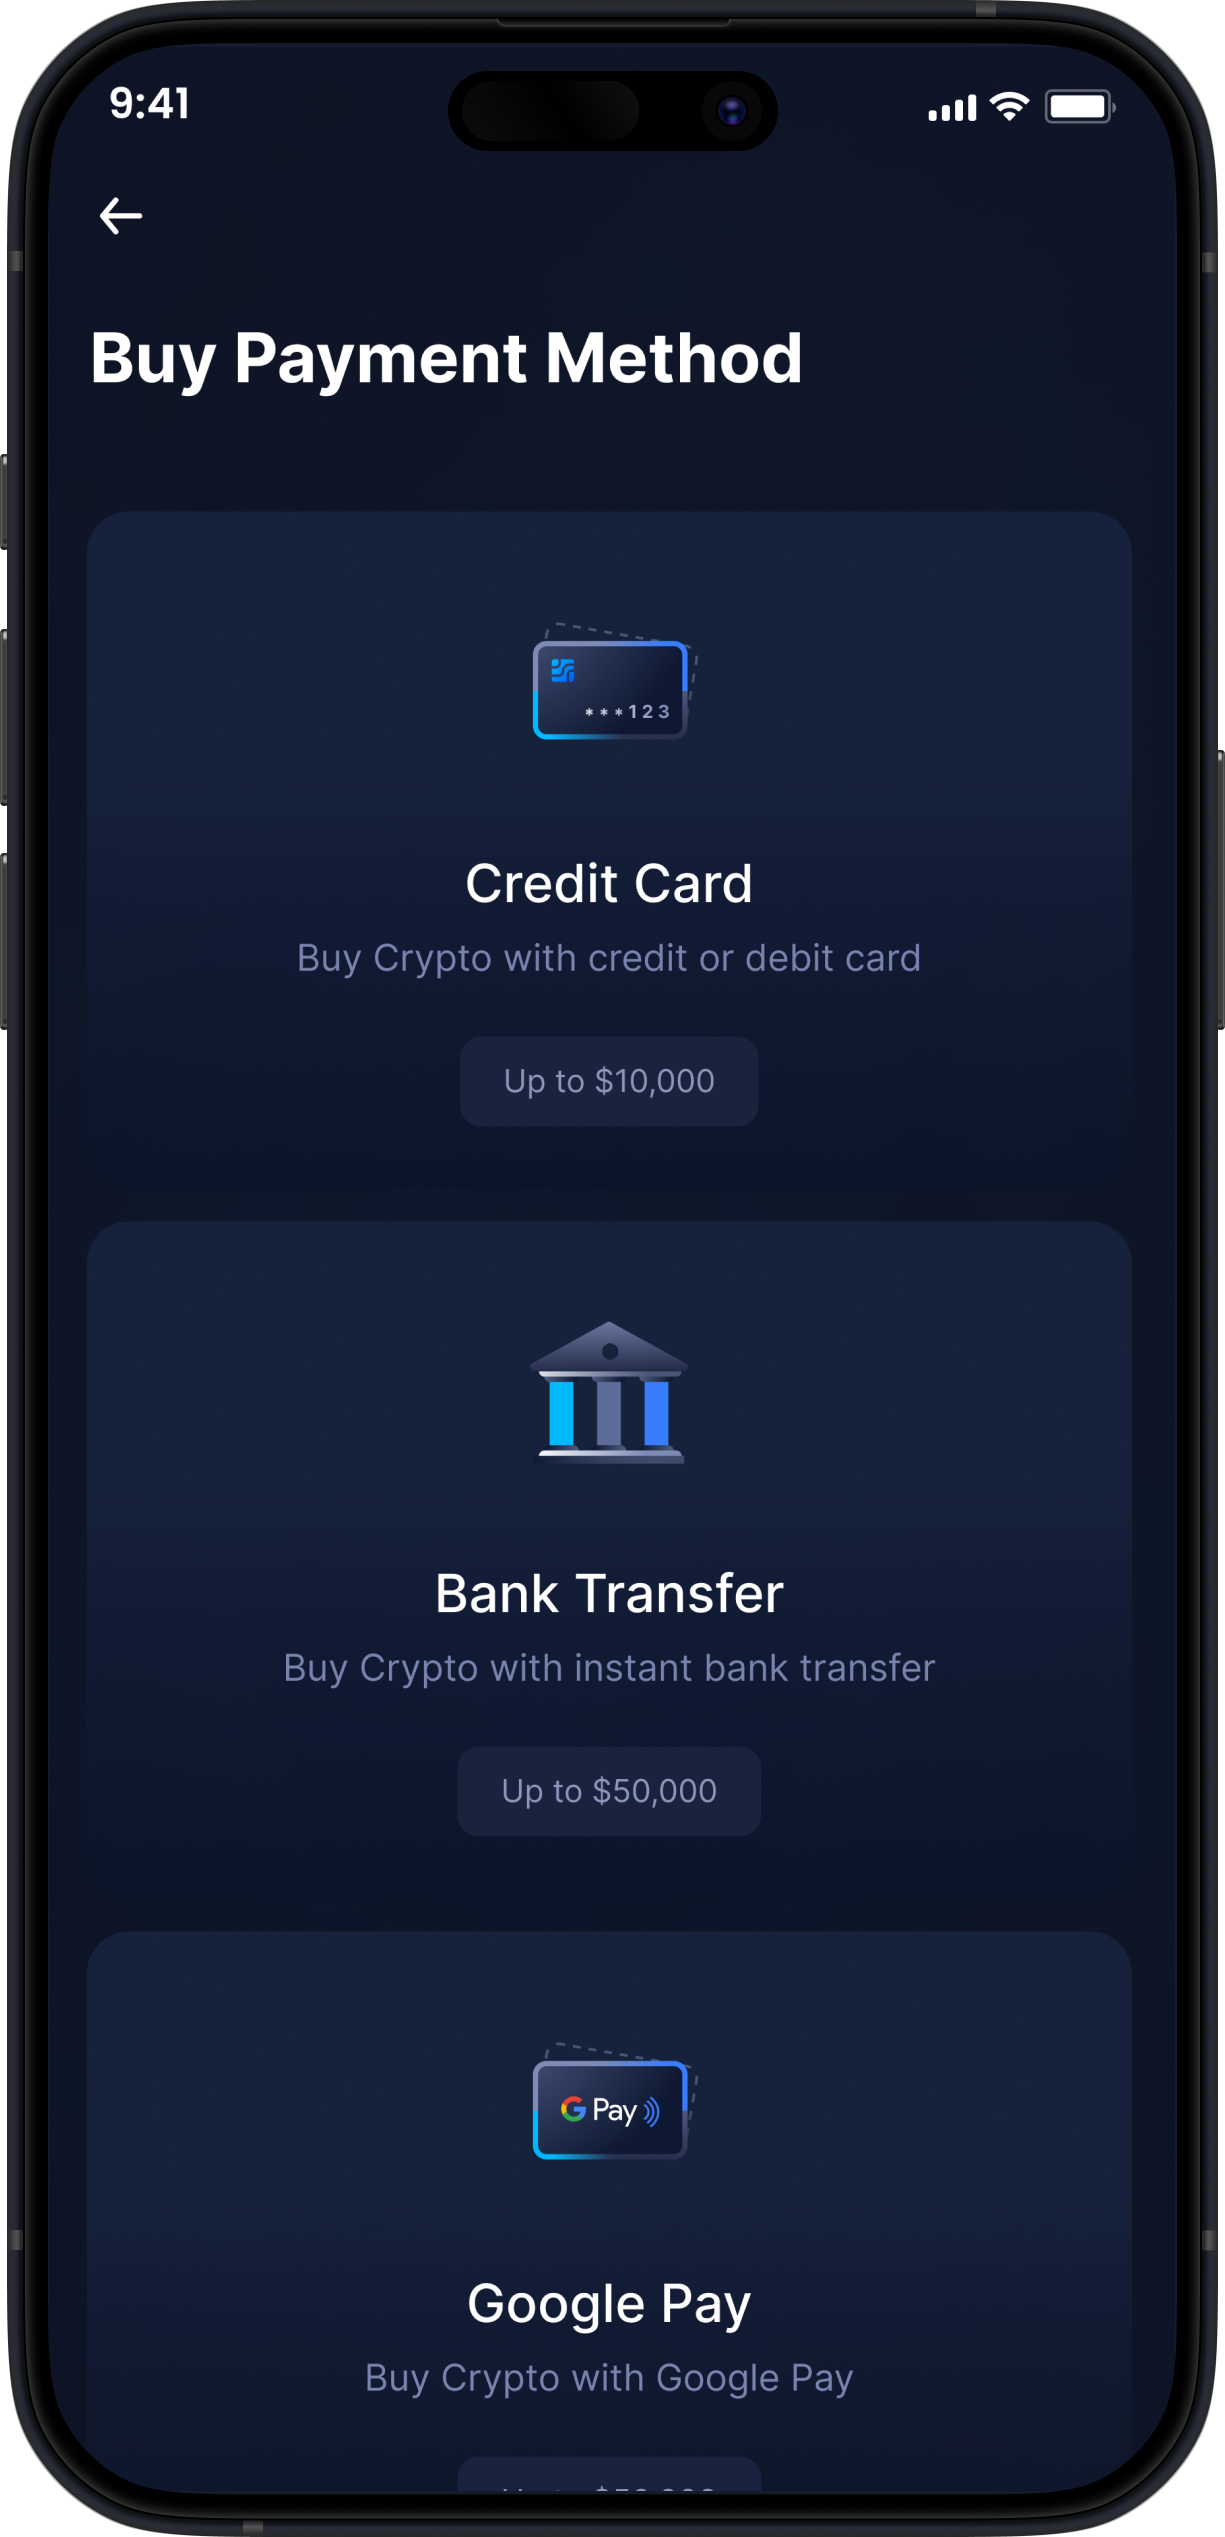 9:41
Buy Payment Method
***123
Credit Card
Buy Crypto with credit or debit card
Up to $10,000
Bank Transfer
Buy Crypto with instant bank transfer
Up to $50,000
G Pay
Google Pay
Buy Crypto with Google Pay